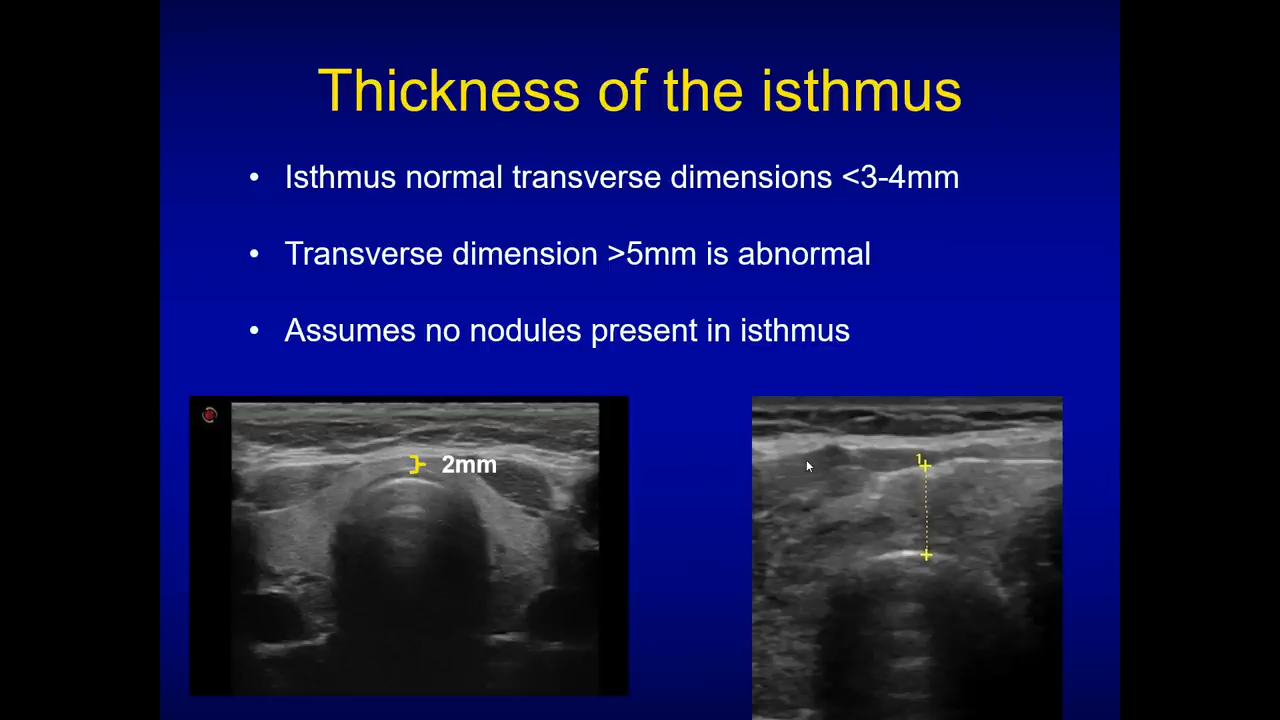 Thickness of the isthmus
• Isthmus normal transverse dimensions <3-4mm
• Transverse dimension >5mm is abnormal
• Assumes no nodules present in isthmus
2mm
1